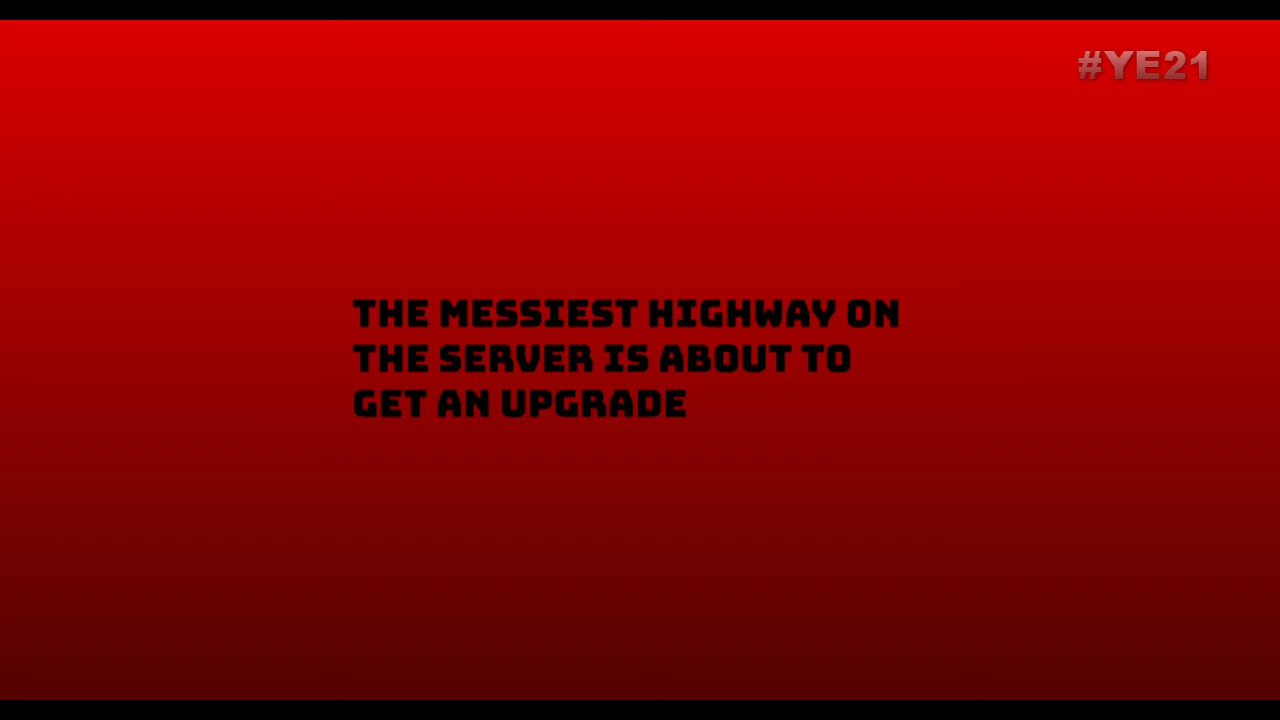 #YE21
THE MESSIEST HIGHWAY ON
THE SERVER IS ABOUT TO
GET AN UPGRADE